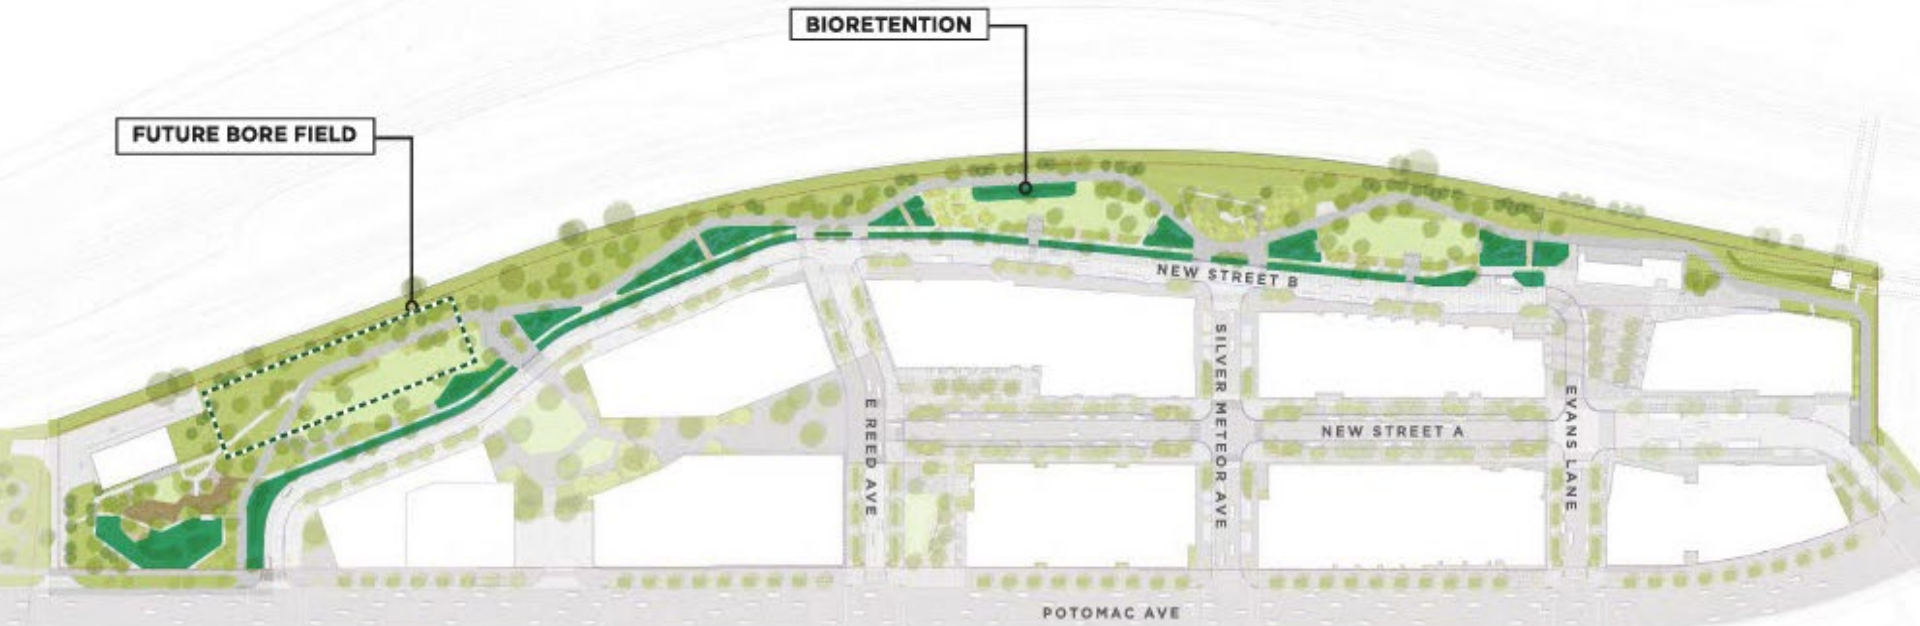 BIORETENTION
FUTURE BORE FIELD
NEW STREET B
SILVER METEOR AVE
E REED AVE
EVANS LANE
NEW STREET A
POTOMAC AVE